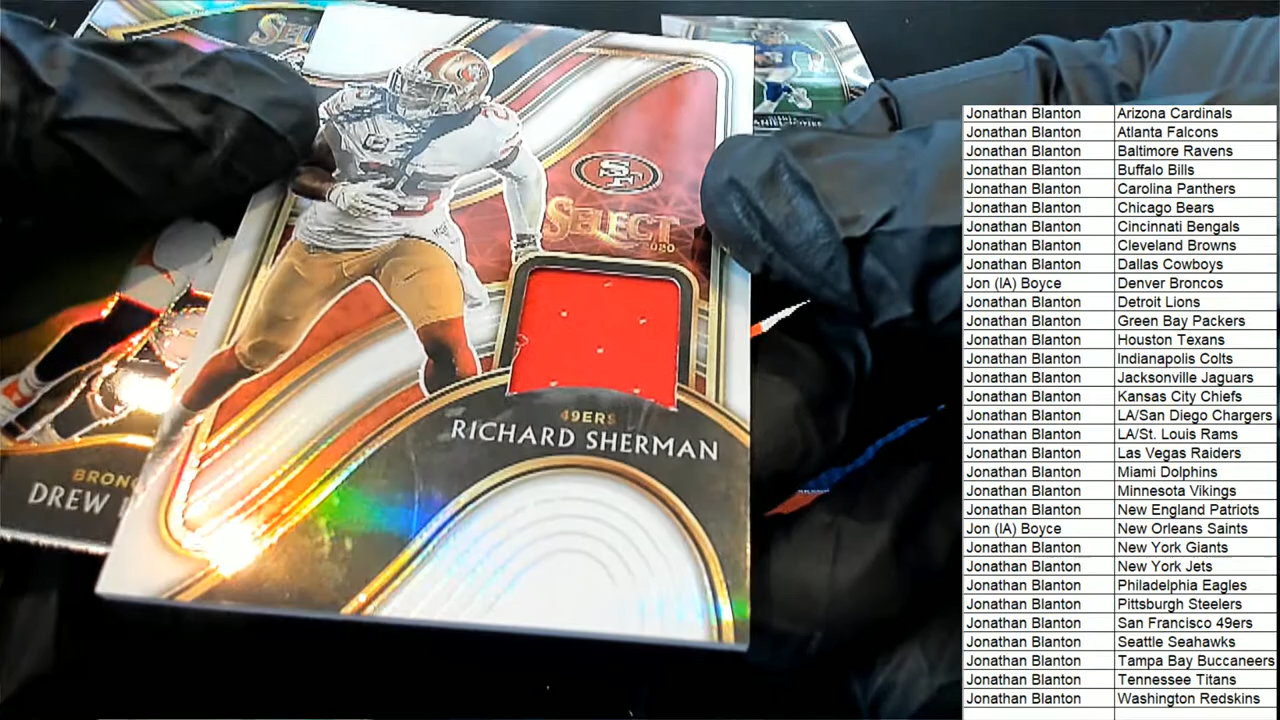 SELECT
SF
SELECT
2020
49ERS
RICHARD SHERMAN
DREW
Jonathan Blanton Arizona Cardinals
Jonathan Blanton Atlanta Falcons
Jonathan Blanton Baltimore Ravens
Jonathan Blanton Buffalo Bills
Jonathan Blanton Carolina Panthers
Jonathan Blanton Chicago Bears
Jonathan Blanton Cincinnati Bengals
Jonathan Blanton Cleveland Browns
Jonathan Blanton Dallas Cowboys
Jon (IA) Boyce Denver Broncos
Jonathan Blanton Detroit Lions
Jonathan Blanton Green Bay Packers
Jonathan Blanton Houston Texans
Jonathan Blanton Indianapolis Colts
Jonathan Blanton Jacksonville Jaguars
Jonathan Blanton Kansas City Chiefs
Jonathan Blanton LA/San Diego Chargers
Jonathan Blanton LA/St. Louis Rams
Jonathan Blanton Las Vegas Raiders
Jonathan Blanton Miami Dolphins
Jonathan Blanton Minnesota Vikings
Jonathan Blanton New England Patriots
Jon (IA) Boyce New Orleans Saints
Jonathan Blanton New York Giants
Jonathan Blanton New York Jets
Jonathan Blanton Philadelphia Eagles
Jonathan Blanton Pittsburgh Steelers
Jonathan Blanton San Francisco 49ers
Jonathan Blanton Seattle Seahawks
Jonathan Blanton Tampa Bay Buccaneers
Jonathan Blanton Tennessee Titans
Jonathan Blanton Washington Redskins